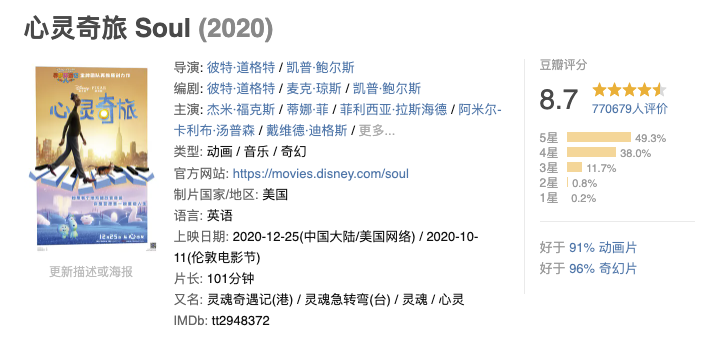 心灵奇旅 Soul (2020)
心灵奇旅
导演: 彼特·道格特 / 凯普·鲍尔斯
编剧: 彼特·道格特 / 麦克·琼斯 / 凯普·鲍尔斯
主演: 杰米·福克斯 / 蒂娜·菲 / 菲利西亚·拉斯海德 / 阿米尔-
卡利布·汤普森 / 戴维德·迪格斯 / 更多...
类型: 动画 / 音乐 / 奇幻
官方网站: https://movies.disney.com/soul
制片国家/地区: 美国
语言: 英语
上映日期: 2020-12-25(中国大陆/美国网络) / 2020-10-
11(伦敦电影节)
片长: 101分钟
又名: 灵魂奇遇记(港) / 灵魂急转弯(台) / 灵魂 / 心灵
IMDb: tt2948372
更新描述或海报
豆瓣评分
8.7
770679人评价
5星 49.3%
4星 38.0%
3星 11.7%
2星 0.8%
1星 0.2%
好于 91% 动画片
好于 96% 奇幻片